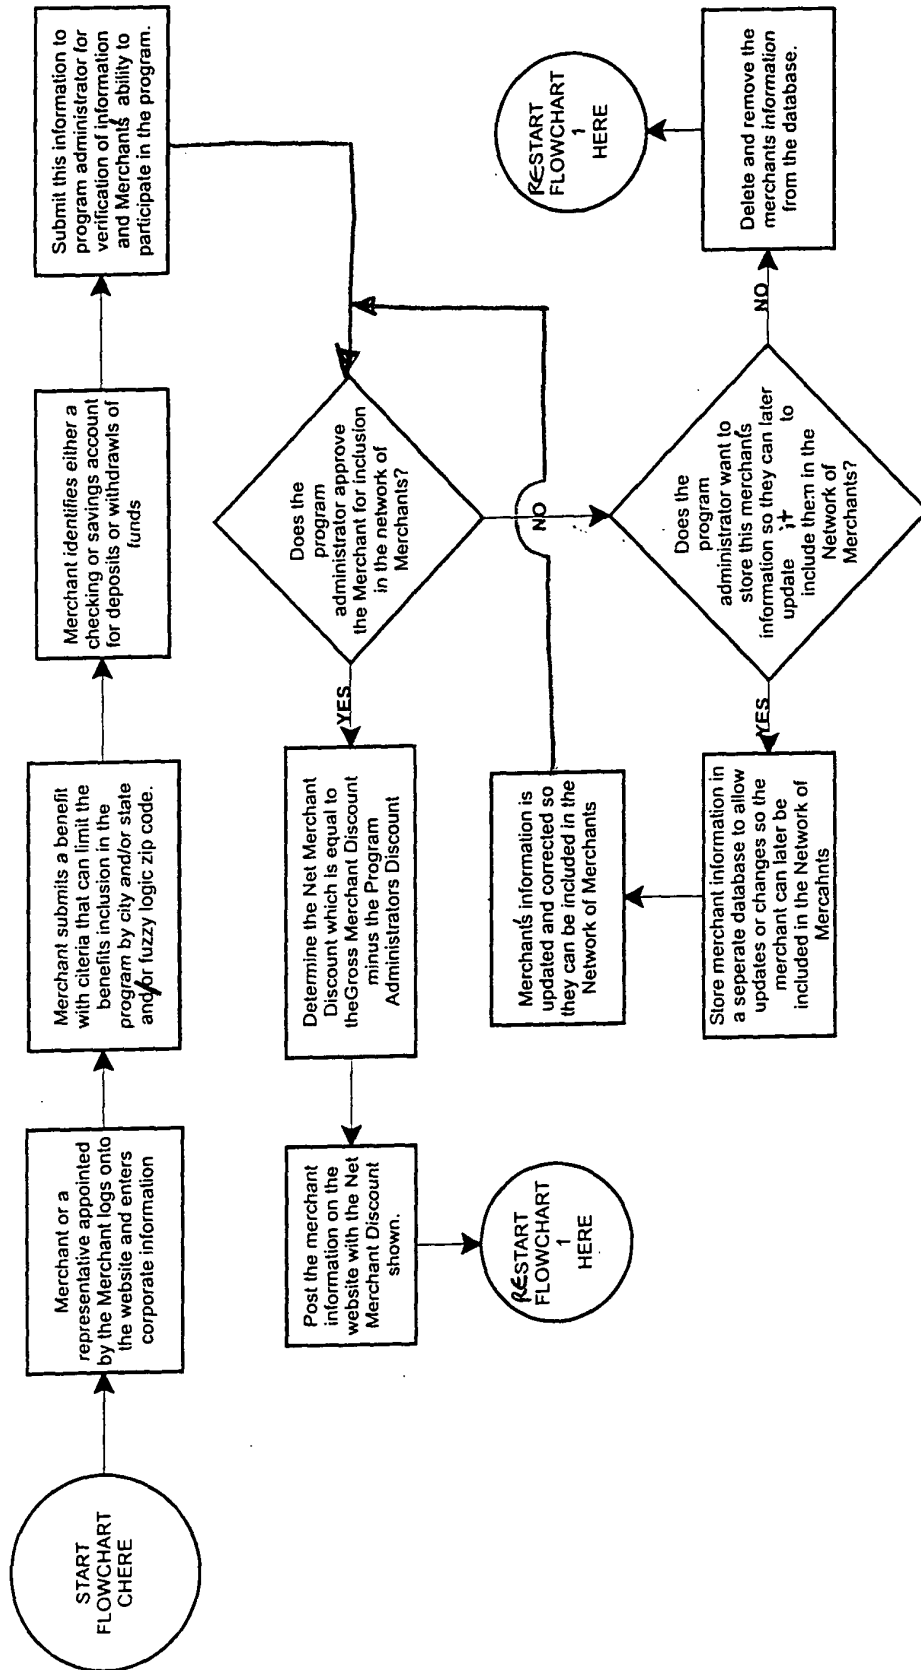 START
FLOWCHART
CHERE
Merchant or a
representative appointed
by the Merchant logs onto
the website and enters
corporate information
Merchant submits a benefit
with citeria that can limit the
benefits inclusion in the
program by city and/or state
and/or fuzzy logic zip code.
Merchant identifies either a
checking or savings account
for deposits or withdrawls of
funds
Submit this information to
program administrator for
verification of information
and Merchant's ability to
participate in the program.
Does the
program
administrator approve
the Merchant for inclusion
in the network of
Merchants?
YES
Determine the Net Merchant
Discount which is equal to
theGross Merchant Discount
minus the Program
Administrators Discount
Post the merchant
information on the
website with the Net
Merchant Discount
shown.
RESTART
FLOWCHART
1
HERE
NO
Does the
program
administrator want to
store this merchant's
information so they can later
update it to
include them in the
Network of
Merchants?
YES
Store merchant information in
a seperate database to allow
updates or changes so the
merchant can later be
included in the Network of
Mercahnts
Merchant's information is
updated and corrected so
they can be included in the
Network of Merchants
NO
Delete and remove the
merchants information
from the database.
RESTART
FLOWCHART
1
HERE